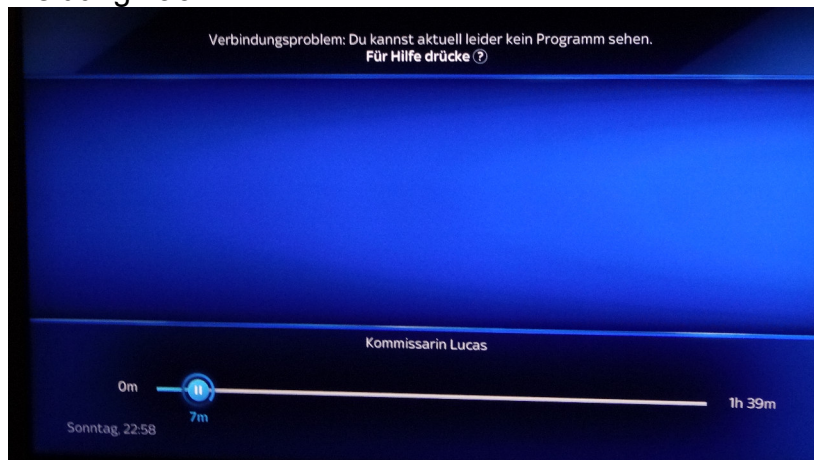 Verbindungsproblem: Du kannst aktuell leider kein Programm sehen.
Für Hilfe drücke ?
Kommissarin Lucas
0m
1h 39m
7m
Sonntag, 22:58